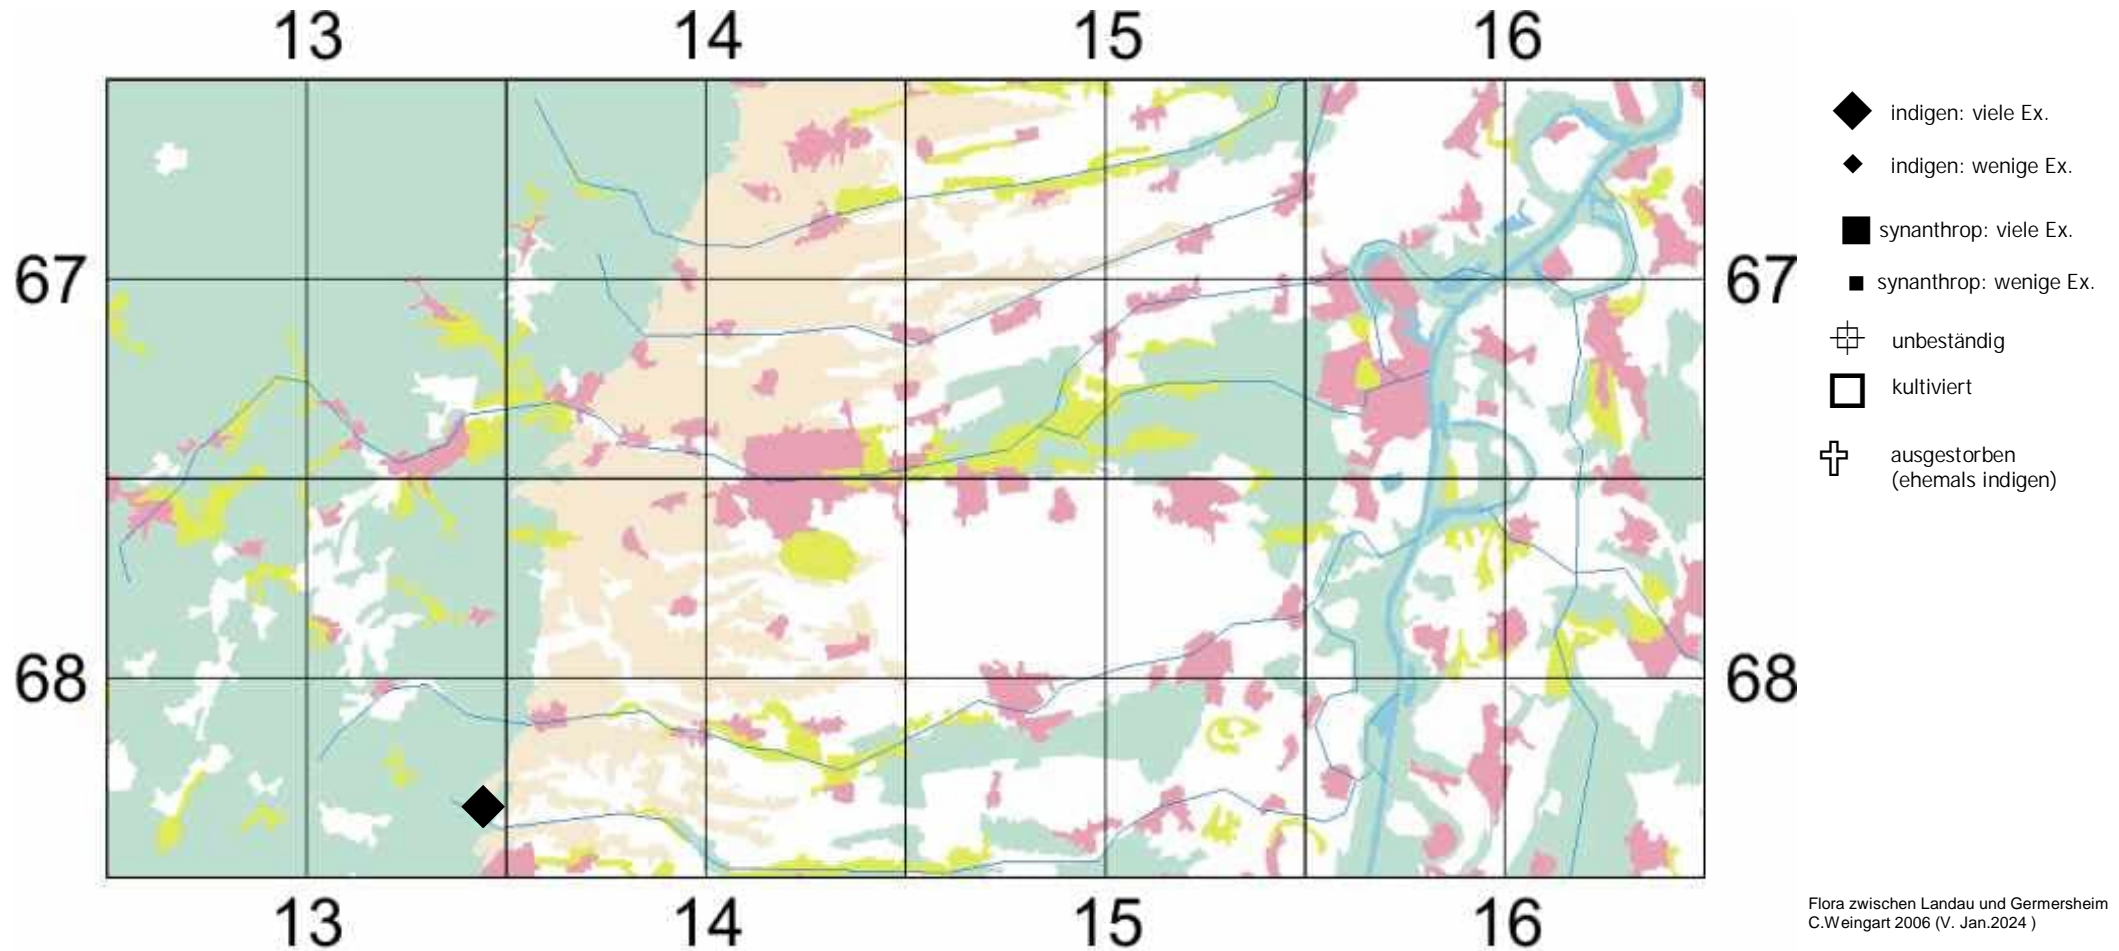 13 14 15 16
indigen: viele Ex.
indigen: wenige Ex.
synanthrop: viele Ex.
67 67
synanthrop: wenige Ex.
unbeständig
kultiviert
ausgestorben
(ehemals indigen)
68 68
13 14 15 16
Flora zwischen Landau und Germersheim
C.Weingart 2006 (V. Jan.2024 )